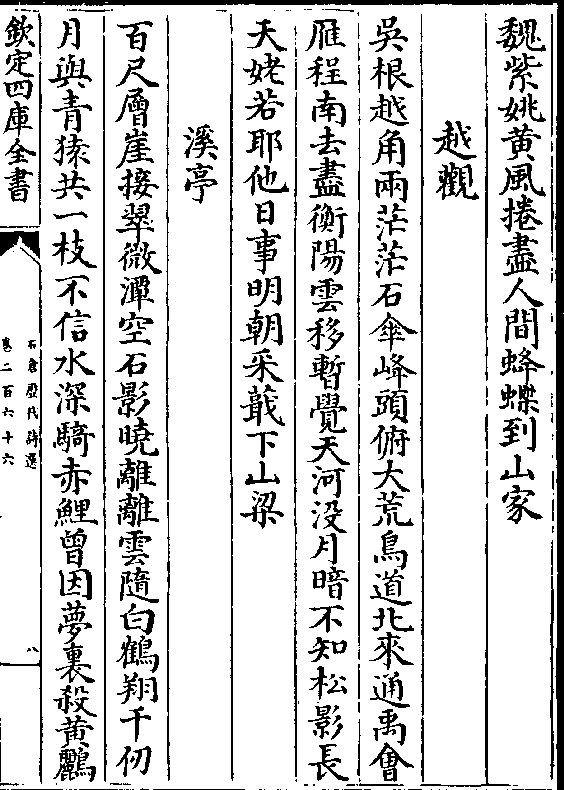 魏紫姚黄風捲盡人間蜂蝶到山家
越觀
吳根越角兩茫茫石傘峰頭俯大荒鳥道北來通禹會
雁程南去盡衡陽雲移暫覺天河没月暗不知松影長
天姥若耶他日事明朝采蕺下山梁
溪亭
百尺層崖接翠微潭空石影曉離離雲隨白鶴翔千仞
月與青猿共一枝不信水深騎赤鯉曾因夢裏殺黄鸝
欽定四庫全書
石倉歷代詩選
卷二百六十六
八